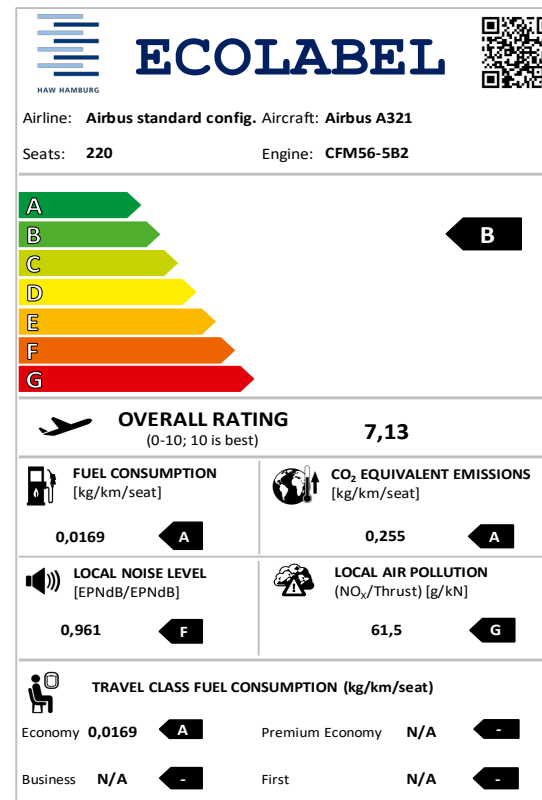 HAW HAMBURG
ECOLABEL
Airline: Airbus standard config. Aircraft: Airbus A321
Seats: 220 Engine: CFM56-5B2
A
B B
C
D
E
F
G
OVERALL RATING
(0-10; 10 is best) 7,13
FUEL CONSUMPTION
[kg/km/seat]
0,0169 A
CO₂ EQUIVALENT EMISSIONS
[kg/km/seat]
0,255 A
LOCAL NOISE LEVEL
[EPNdB/EPNdB]
0,961 F
LOCAL AIR POLLUTION
(NOₓ/Thrust) [g/kN]
61,5 G
TRAVEL CLASS FUEL CONSUMPTION (kg/km/seat)
Economy 0,0169 A Premium Economy N/A -
Business N/A - First N/A -